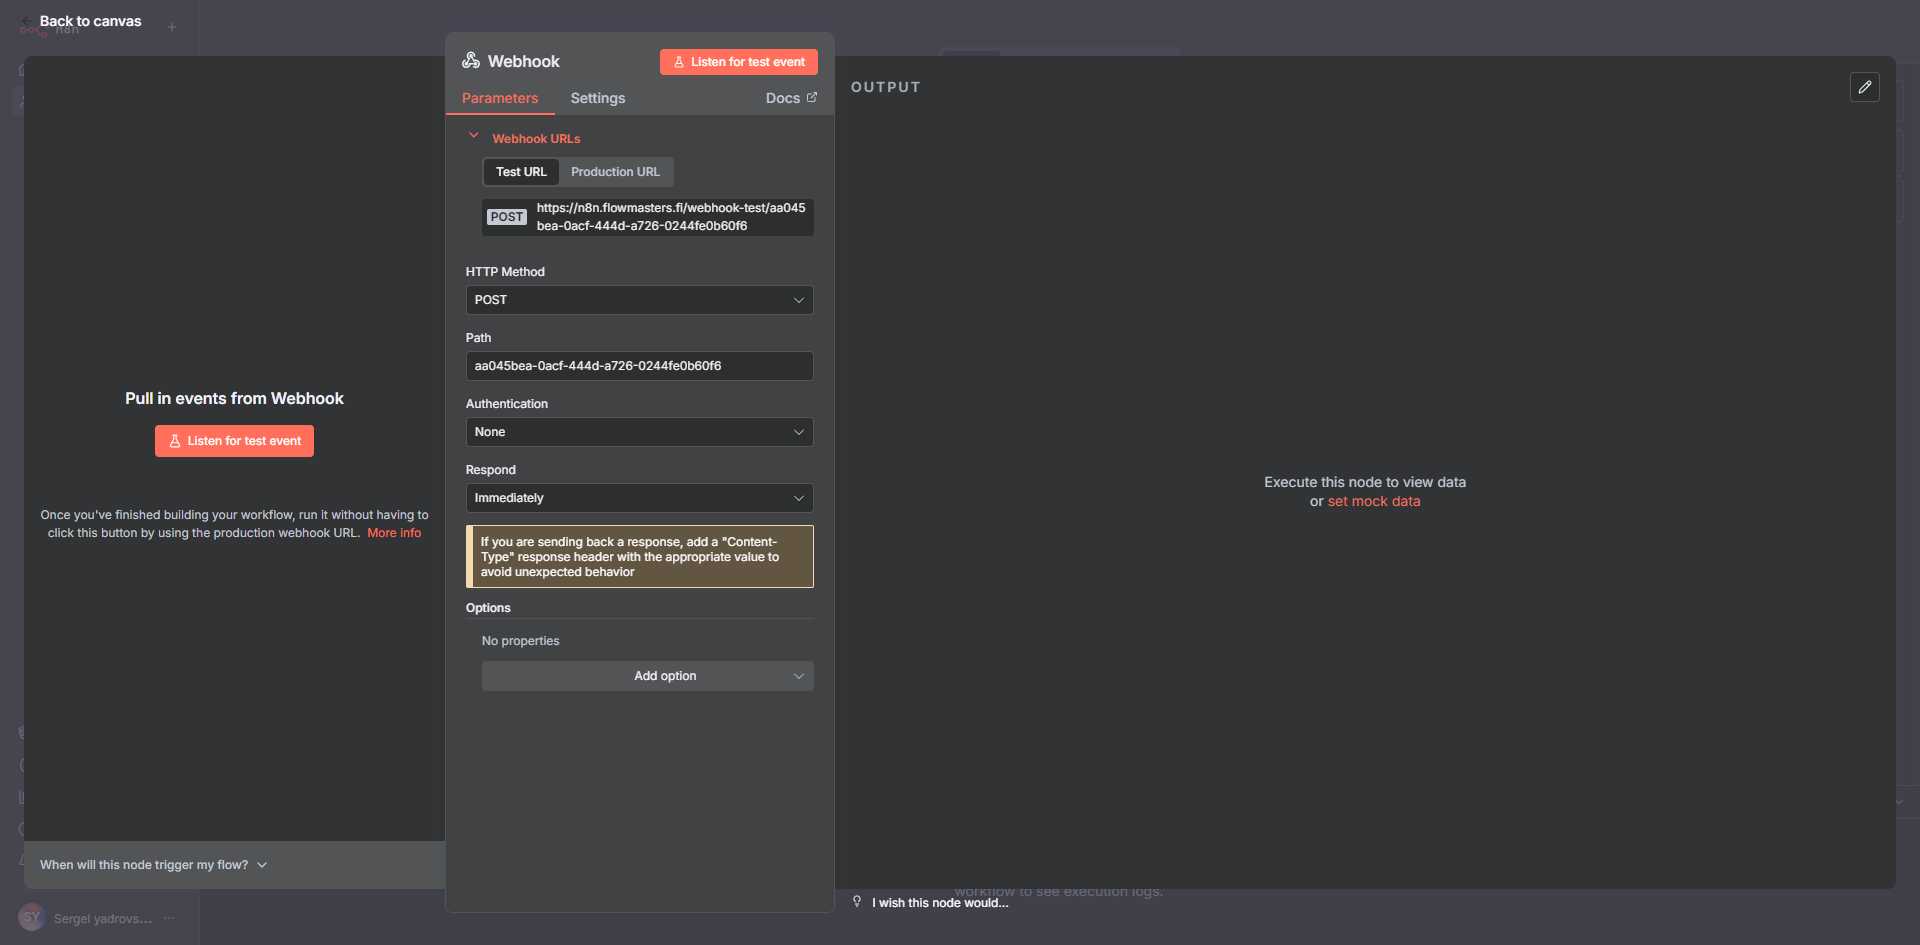 Back to canvas
n8n
Webhook
Listen for test event
Parameters
Settings
Docs
Webhook URLs
Test URL
Production URL
POST
https://n8n.flowmasters.fi/webhook-test/aa045
bea-0acf-444d-a726-0244fe0b60f6
HTTP Method
POST
Path
aa045bea-0acf-444d-a726-0244fe0b60f6
Authentication
None
Respond
Immediately
If you are sending back a response, add a "Content-
Type" response header with the appropriate value to
avoid unexpected behavior
Options
No properties
Add option
Pull in events from Webhook
Listen for test event
Once you've finished building your workflow, run it without having to
click this button by using the production webhook URL. More info
When will this node trigger my flow?
SY
Sergei yadrovs...
OUTPUT
Execute this node to view data
or set mock data
workflow to see execution logs.
I wish this node would...